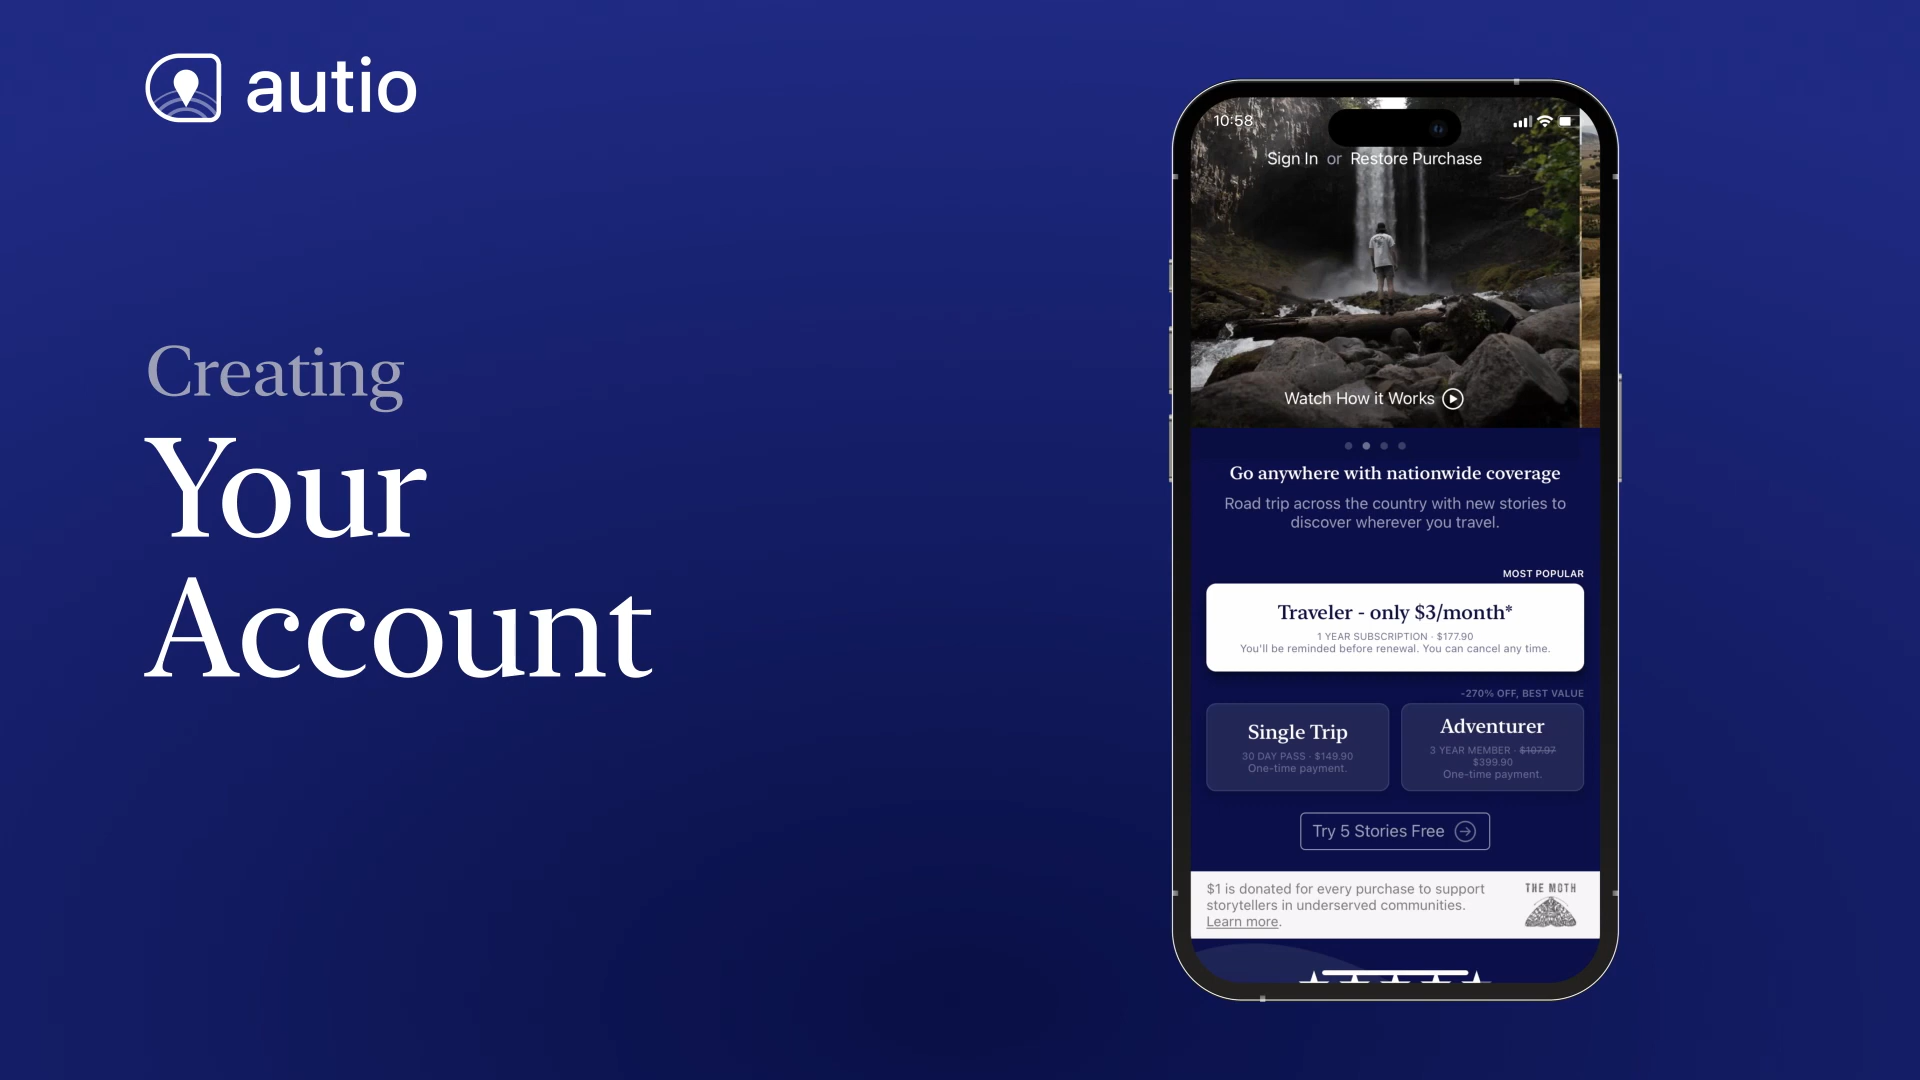 autio
Creating
Your
Account
10:58
Sign In or Restore Purchase
Watch How it Works
Go anywhere with nationwide coverage
Road trip across the country with new stories to
discover wherever you travel.
MOST POPULAR
Traveler - only $3/month*
1 YEAR SUBSCRIPTION · $177.90
You'll be reminded before renewal. You can cancel any time.
-270% OFF, BEST VALUE
Single Trip
30 DAY PASS · $149.90
One-time payment.
Adventurer
3 YEAR MEMBER · $107.97
$399.90
One-time payment.
Try 5 Stories Free
$1 is donated for every purchase to support
storytellers in underserved communities.
Learn more.
THE MOTH